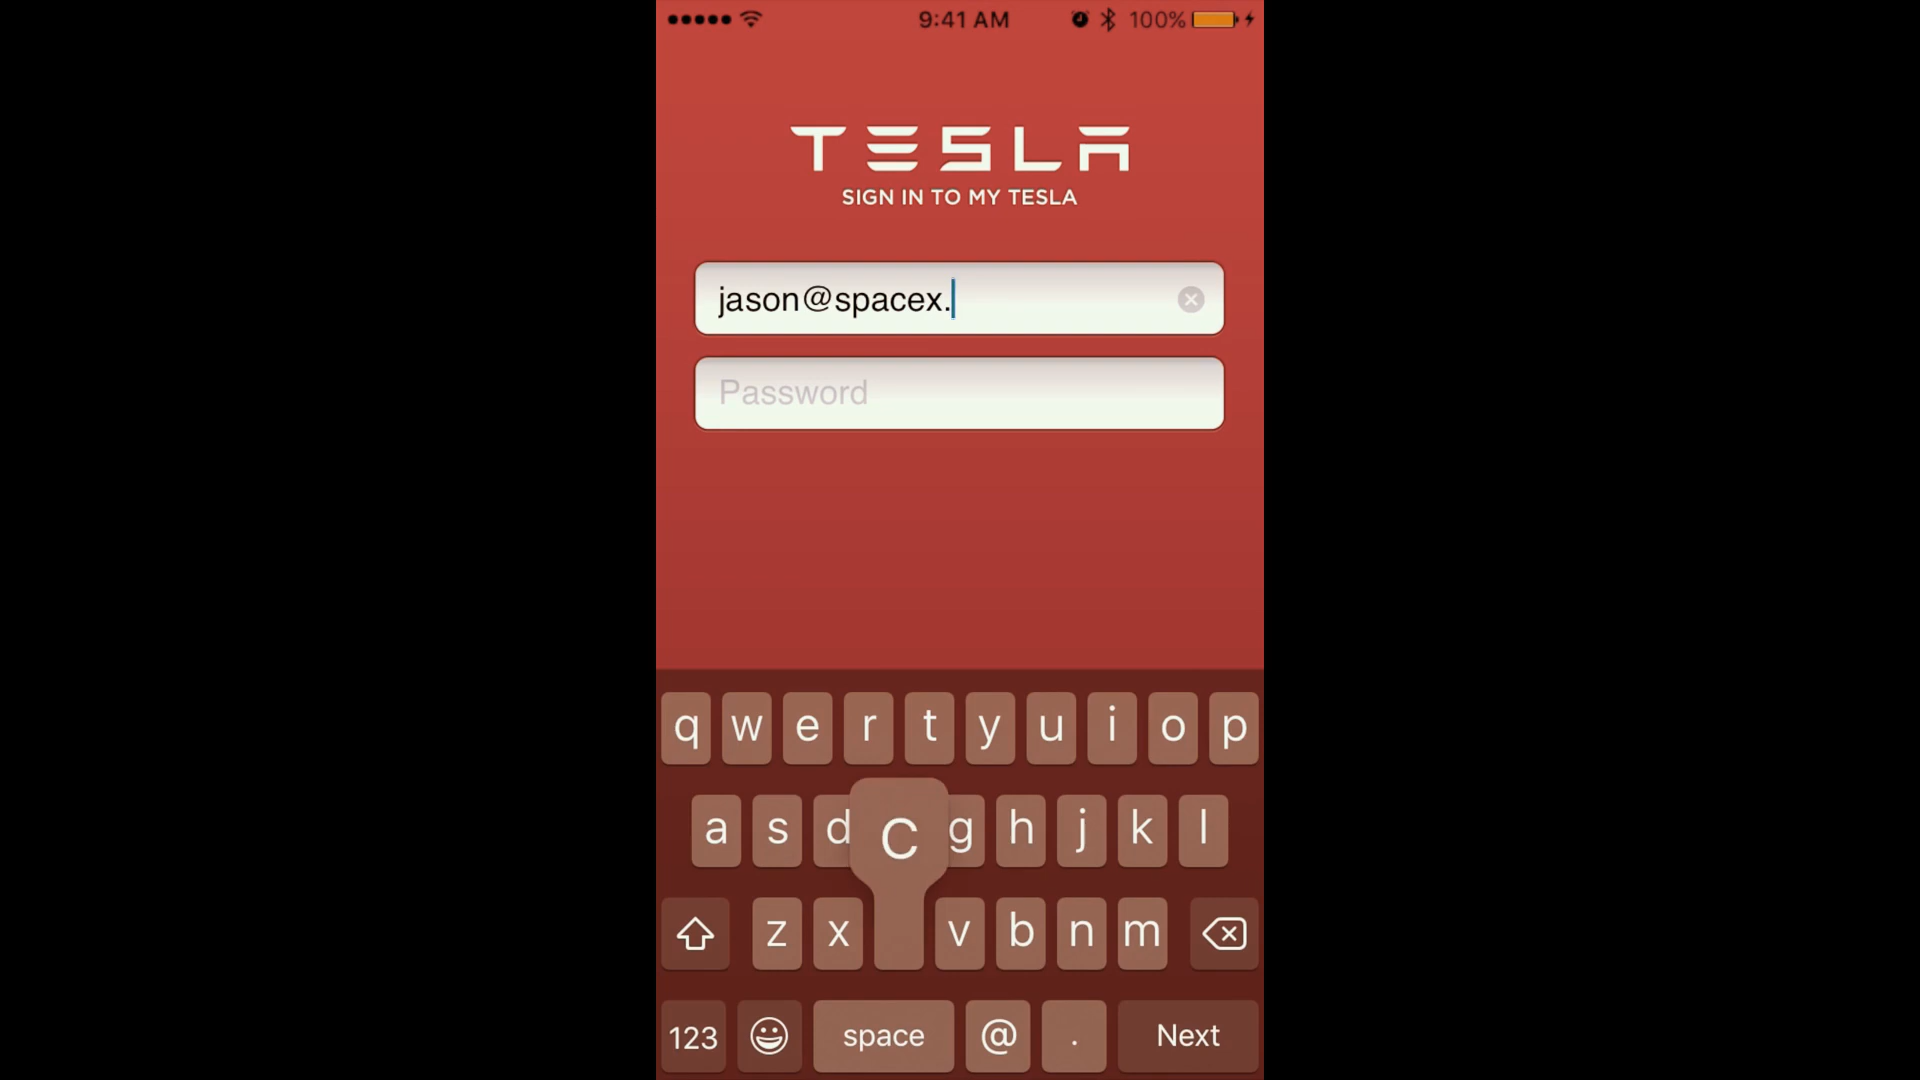 9:41 AM 100%
TESLA
SIGN IN TO MY TESLA
jason@spacex.
Password
q w e r t y u i o p
a s d C g h j k l
z x v b n m
123 space @ . Next